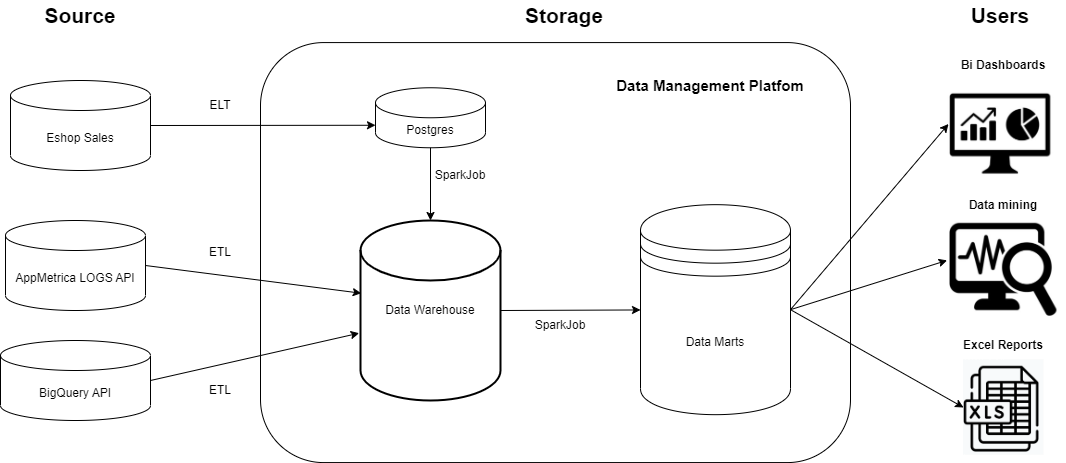 Source
Storage
Users
Data Management Platfom
Bi Dashboards
ELT
Eshop Sales
Postgres
SparkJob
Data mining
ETL
AppMetrica LOGS API
Data Warehouse
SparkJob
Data Marts
Excel Reports
BigQuery API
ETL
XLS